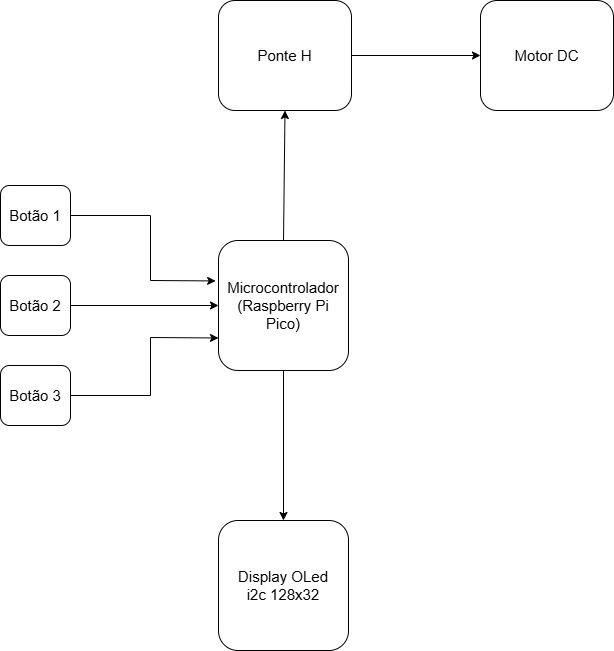 Ponte H
Motor DC
Botão 1
Botão 2
Botão 3
Microcontrolador
(Raspberry Pi
Pico)
Display OLed
i2c 128x32